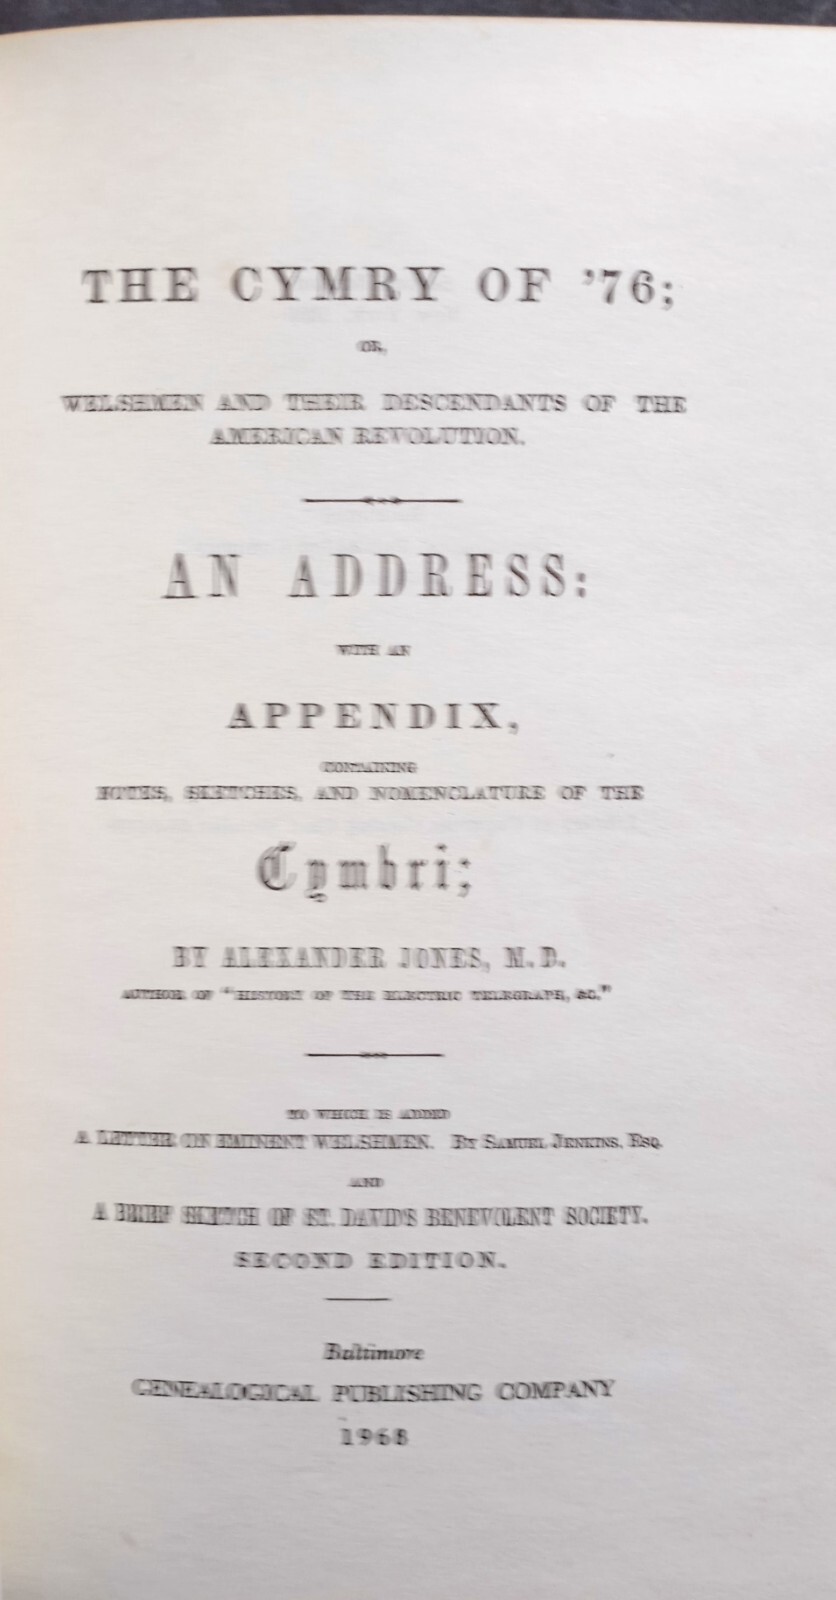 THE CYMRY OF '76;
OR,
WELSHMEN AND THEIR DESCENDANTS OF THE
AMERICAN REVOLUTION.
AN ADDRESS:
WITH AN
APPENDIX,
CONTAINING
NOTES, SKETCHES, AND NOMENCLATURE OF THE
Cymbri;
BY ALEXANDER JONES, M.D.
AUTHOR OF "HISTORY OF THE ELECTRIC TELEGRAPH, &C."
TO WHICH IS ADDED
A LETTER ON EMINENT WELSHMEN. BY SAMUEL JENKINS, ESQ.
AND
A BRIEF SKETCH OF ST. DAVID'S BENEVOLENT SOCIETY.
SECOND EDITION.
Baltimore
GENEALOGICAL PUBLISHING COMPANY
1968